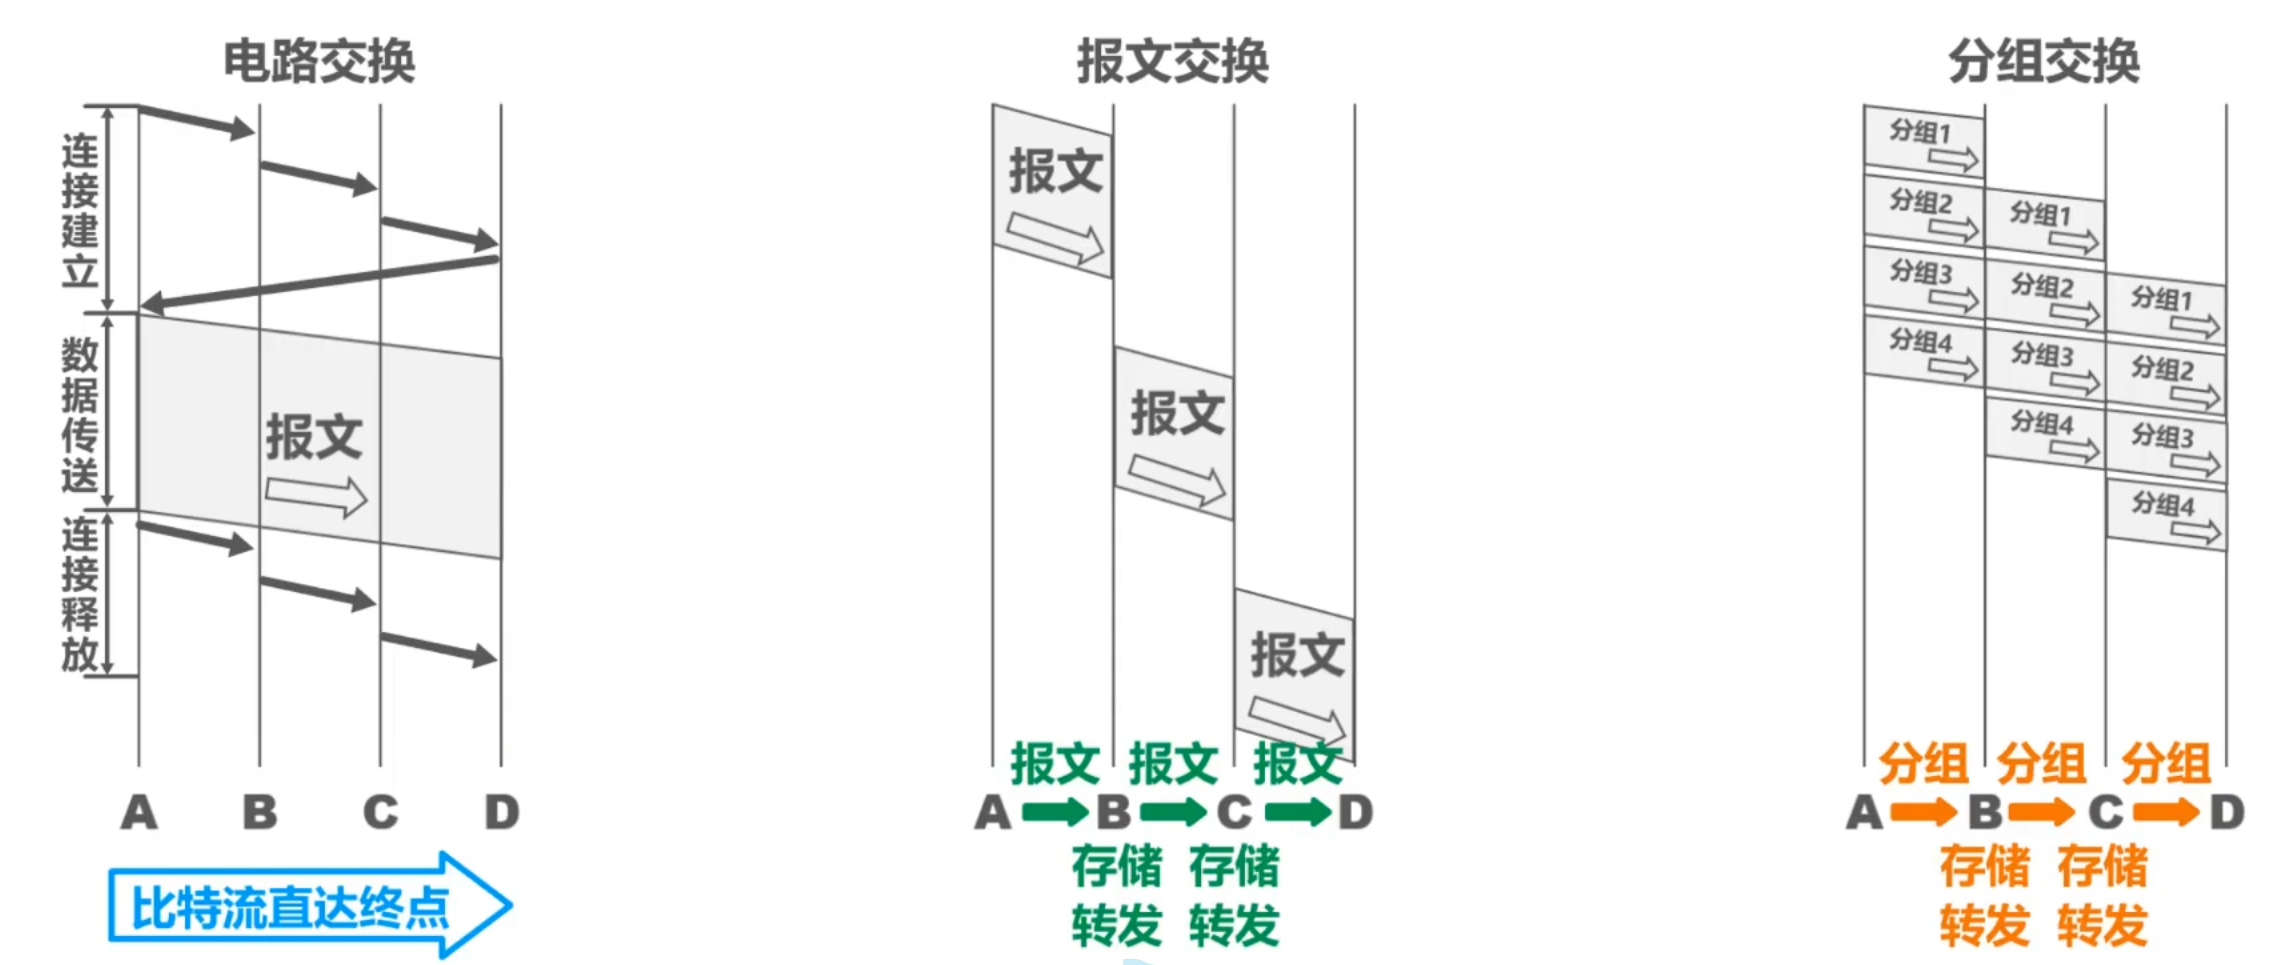 电路交换
连接建立
数据传送
连接释放
报文
A B C D
比特流直达终点
报文交换
报文
报文
报文
报文 报文 报文
A B C D
存储 存储
转发 转发
分组交换
分组1
分组2 分组1
分组3 分组2 分组1
分组4 分组3 分组2
分组4 分组3
分组4
分组 分组 分组
A B C D
存储 存储
转发 转发